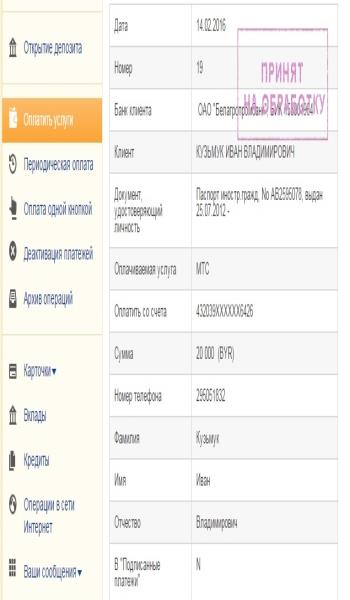 Открытие депозита
Оплатить услуги
Периодическая оплата
Оплата одной кнопкой
Деактивация платежей
Архив операций
Карточки
Вклады
Кредиты
Операции в сети
Интернет
Ваши сообщения
Дата 14.02.2016
Номер 19
Банк клиента ОАО "Белагропромбанк"
ПРИНЯТ
НА ОБРАБОТКУ
Клиент КУЗЬМУК ИВАН ВЛАДИМИРОВИЧ
Документ, Паспорт иностр.гражд, No AB2595078, выдан
удостоверяющий 25.07.2012 -
личность
Оплачиваемая услуга МТС
Оплатить со счета 432039XXXXXX6426
Сумма 20 000 (BYR)
Номер телефона 295051832
Фамилия Кузьмук
Имя Иван
Отчество Владимирович
В "Подписанные N
платежи"